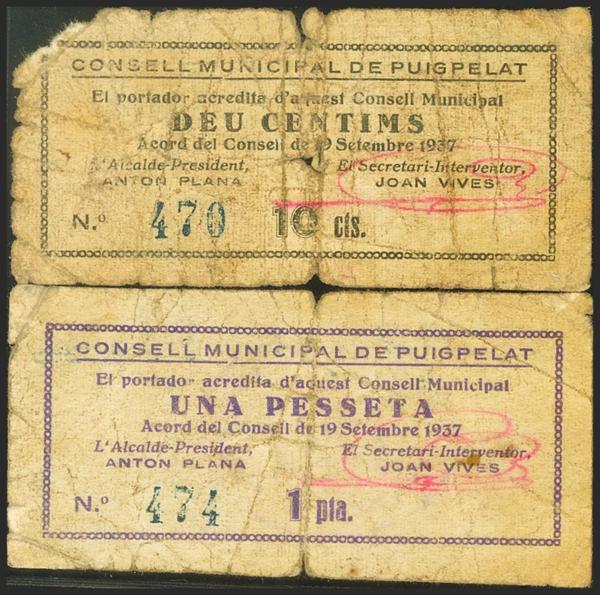 CONSELL MUNICIPAL DE PUIGPELAT
El portador acredita d'aquest Consell Municipal
DEU CENTIMS
Acord del Consell de 19 Setembre 1937
L'Alcalde-President, El Secretari-Interventor,
ANTON PLANA JOAN VIVES
N.º 470 10 cts.
CONSELL MUNICIPAL DE PUIGPELAT
El portador acredita d'aquest Consell Municipal
UNA PESSETA
Acord del Consell de 19 Setembre 1937
L'Alcalde-President, El Secretari-Interventor,
ANTON PLANA JOAN VIVES
N.º 474 1 pta.